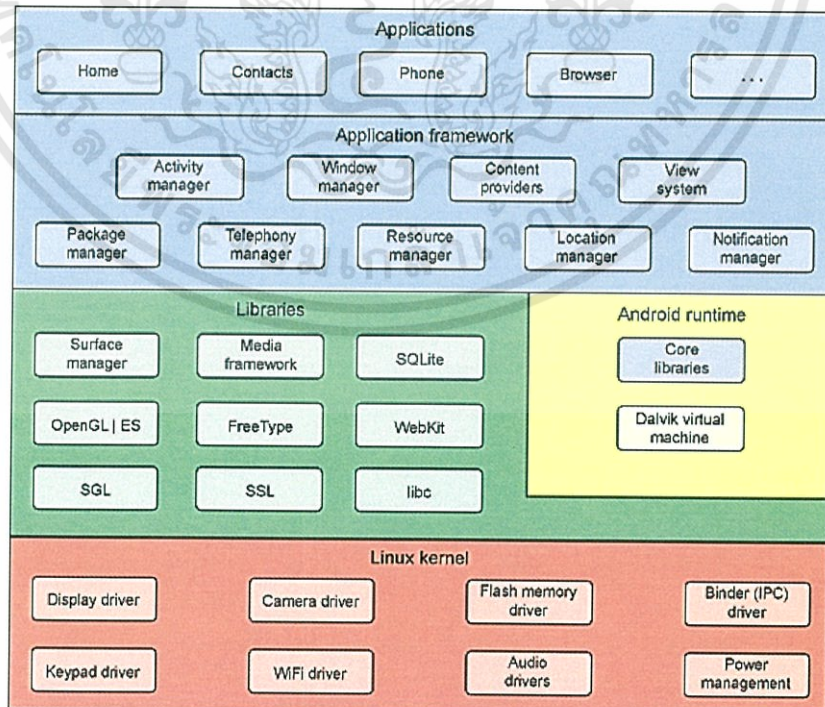 Applications
Home
Contacts
Phone
Browser
...
Application framework
Activity
manager
Window
manager
Content
providers
View
system
Package
manager
Telephony
manager
Resource
manager
Location
manager
Notification
manager
Libraries
Surface
manager
Media
framework
SQLite
OpenGL | ES
FreeType
WebKit
SGL
SSL
libc
Android runtime
Core
libraries
Dalvik virtual
machine
Linux kernel
Display driver
Camera driver
Flash memory
driver
Binder (IPC)
driver
Keypad driver
WiFi driver
Audio
drivers
Power
management